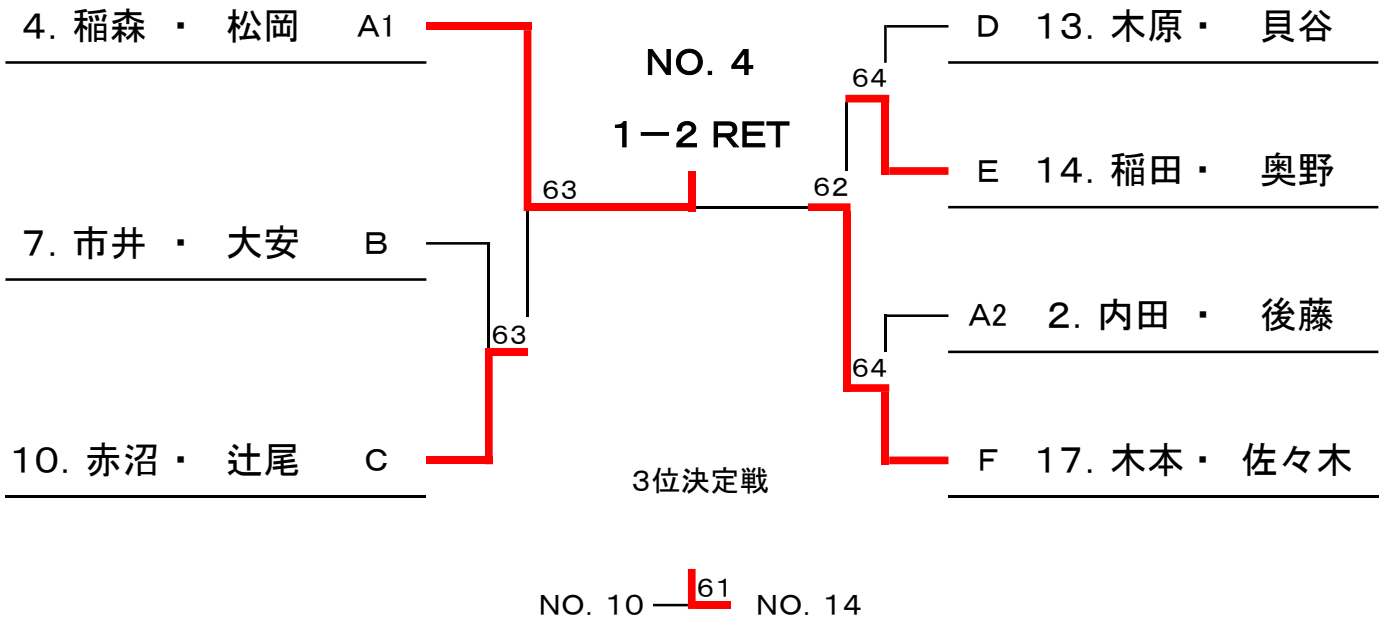 4. 稲森 ・ 松岡 A1
NO. 4
D 13. 木原・ 貝谷
64
1－2 RET
E 14. 稲田・ 奥野
63
62
7. 市井 ・ 大安 B
A2 2. 内田 ・ 後藤
63
64
10. 赤沼・ 辻尾 C
F 17. 木本・ 佐々木
3位決定戦
61
NO. 10
NO. 14